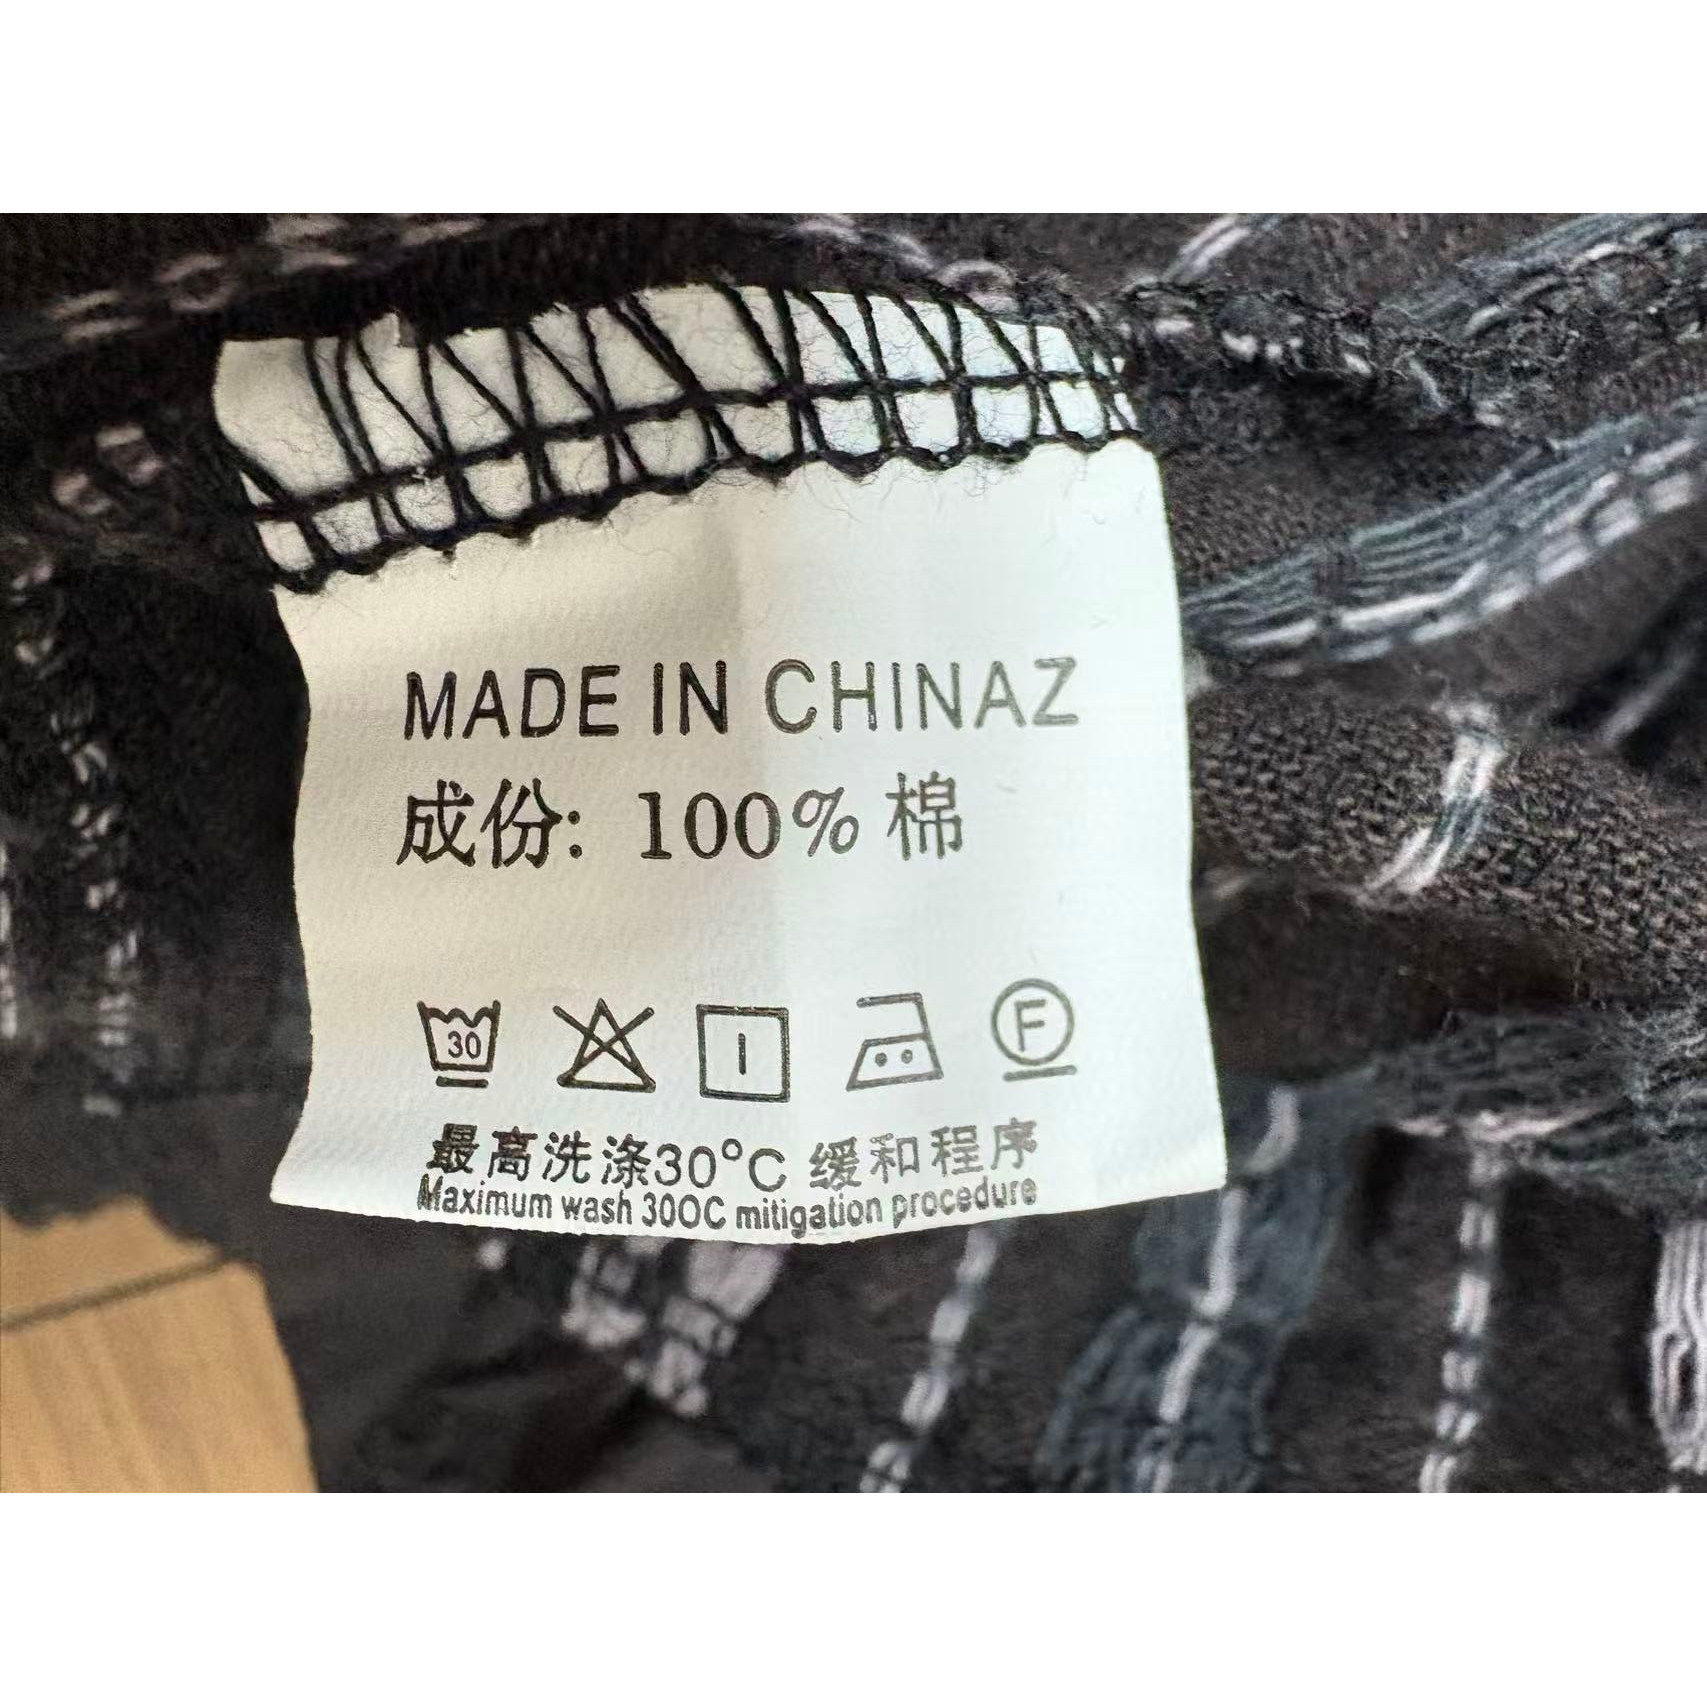 MADE IN CHINAZ
成份: 100% 棉
30 F
最高洗涤30°C 缓和程序
Maximum wash 30OC mitigation procedure